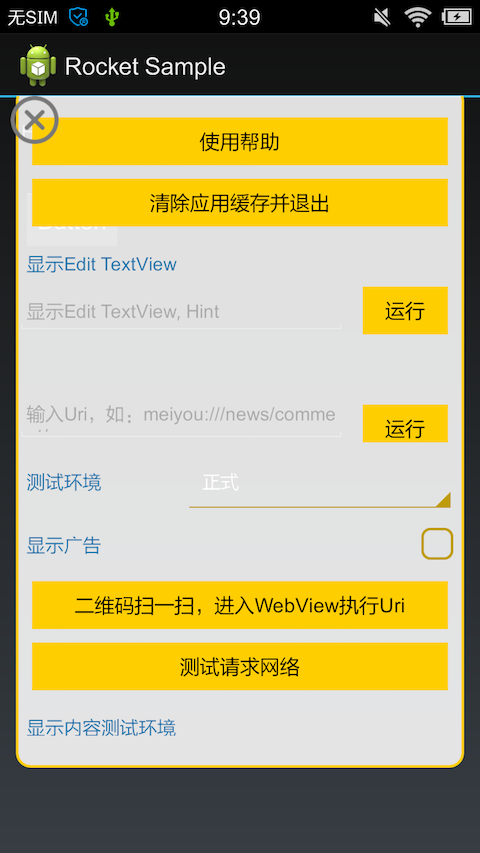 无SIM
9:39
Rocket Sample
使用帮助
清除应用缓存并退出
Button
显示Edit TextView
显示Edit TextView, Hint
运行
输入Uri，如：meiyou:///news/comme
运行
测试环境
正式
显示广告
二维码扫一扫，进入WebView执行Uri
测试请求网络
显示内容测试环境